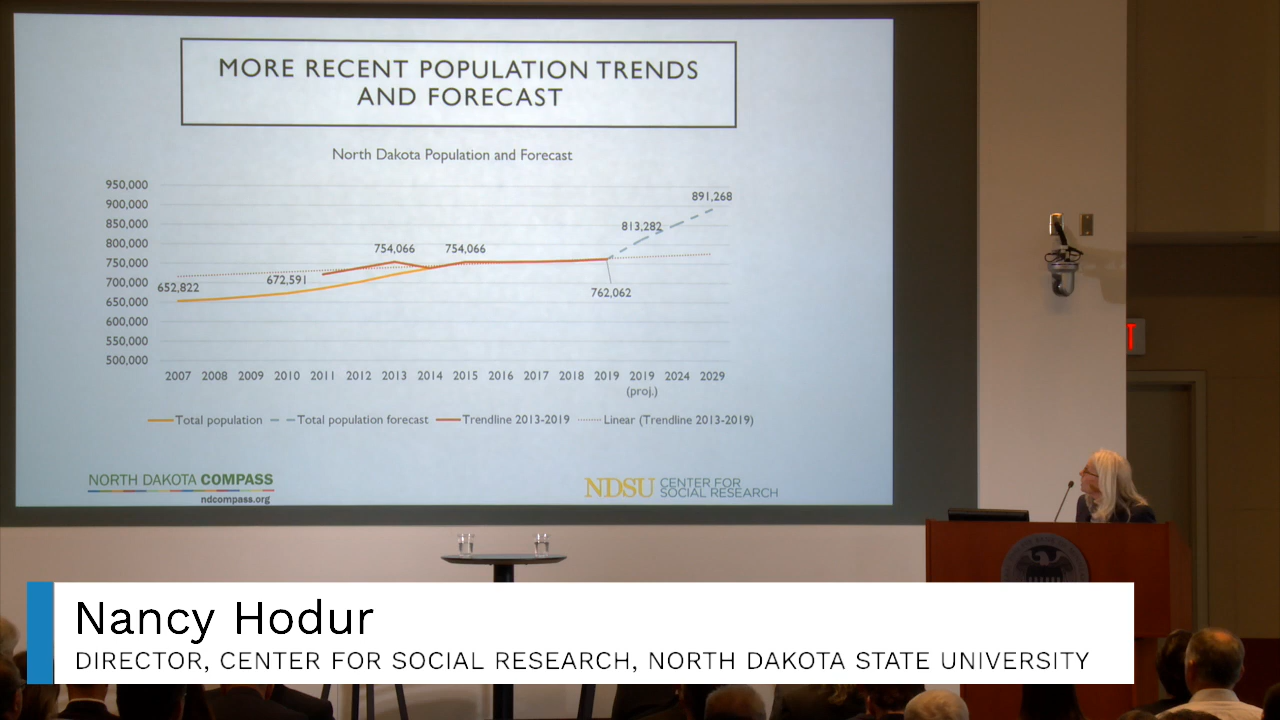 MORE RECENT POPULATION TRENDS
AND FORECAST
North Dakota Population and Forecast
950,000
900,000
850,000
800,000
750,000
700,000
650,000
600,000
550,000
500,000
652,822
672,591
754,066
754,066
762,062
813,282
891,268
2007 2008 2009 2010 2011 2012 2013 2014 2015 2016 2017 2018 2019 2019 2024 2029
(proj.)
Total population Total population forecast Trendline 2013-2019 Linear (Trendline 2013-2019)
NORTH DAKOTA COMPASS
ndcompass.org
NDSU CENTER FOR
SOCIAL RESEARCH
Nancy Hodur
DIRECTOR, CENTER FOR SOCIAL RESEARCH, NORTH DAKOTA STATE UNIVERSITY